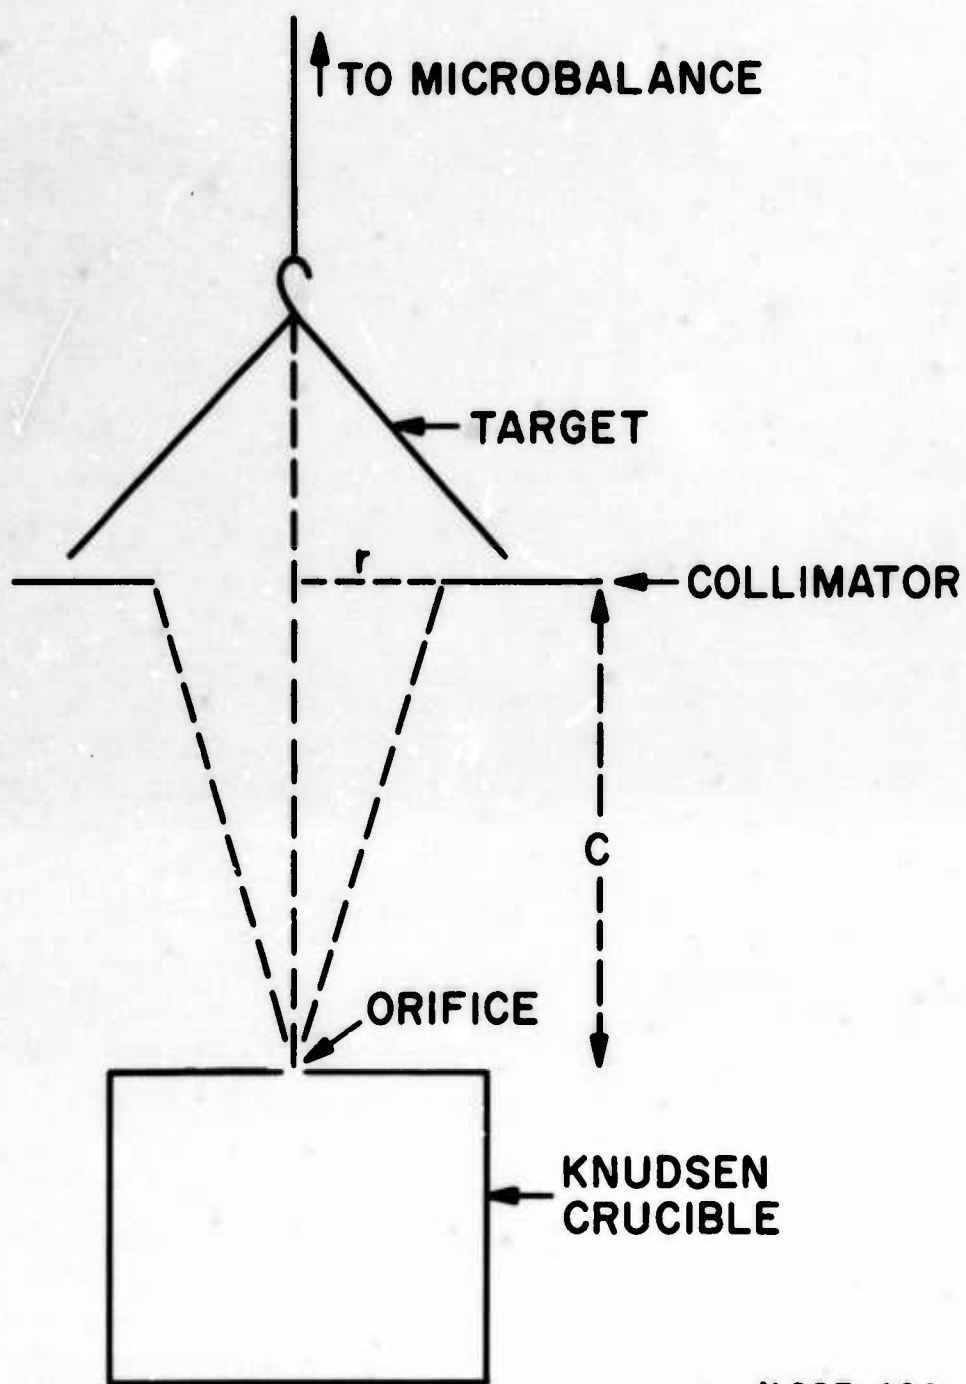 TO MICROBALANCE
TARGET
r
COLLIMATOR
C
ORIFICE
KNUDSEN
CRUCIBLE